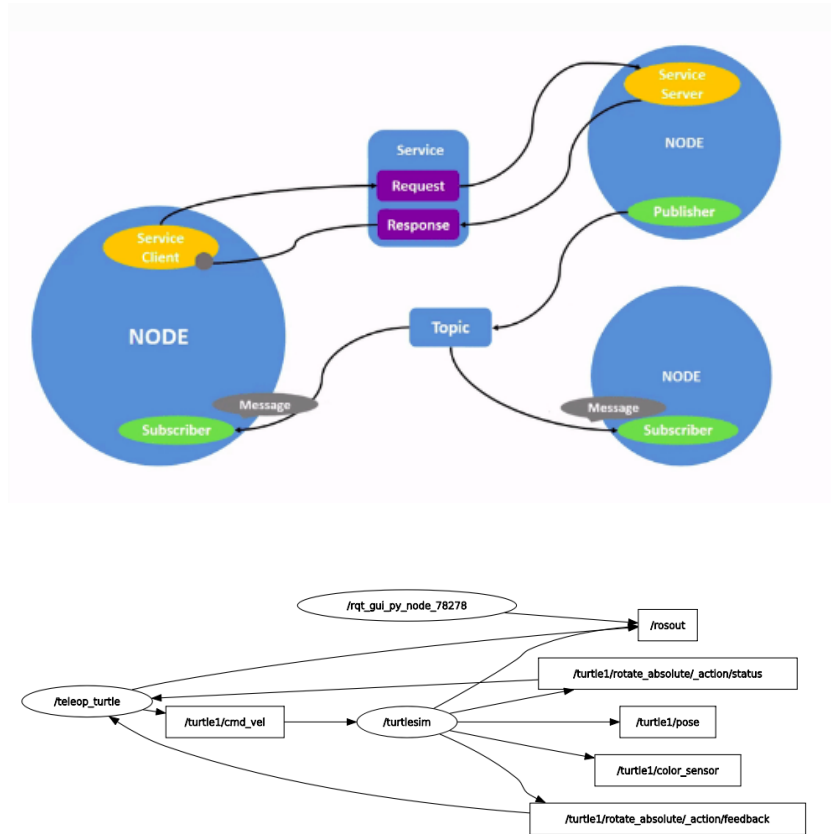 Service
Server
NODE
Publisher
Service
Request
Response
Service
Client
NODE
Topic
NODE
Message
Subscriber
Message
Subscriber
/rqt_gui_py_node_78278
/rosout
/turtle1/rotate_absolute/_action/status
/teleop_turtle
/turtle1/cmd_vel
/turtlesim
/turtle1/pose
/turtle1/color_sensor
/turtle1/rotate_absolute/_action/feedback